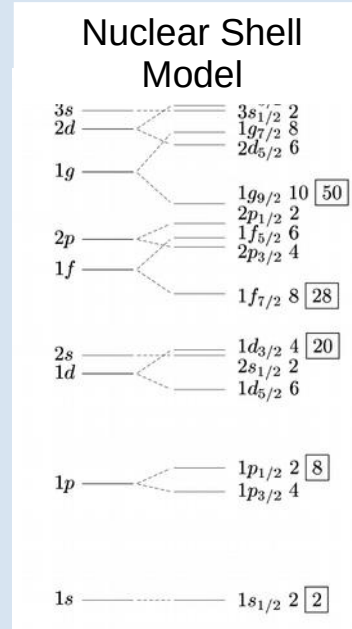 Nuclear Shell
Model
3s
3s1/2 2
2d
1g7/2 8
2d5/2 6
1g
1g9/2 10 50
2p1/2 2
2p
1f5/2 6
2p3/2 4
1f
1f7/2 8 28
2s
1d3/2 4 20
2s1/2 2
1d
1d5/2 6
1p1/2 2 8
1p
1p3/2 4
1s
1s1/2 2 2